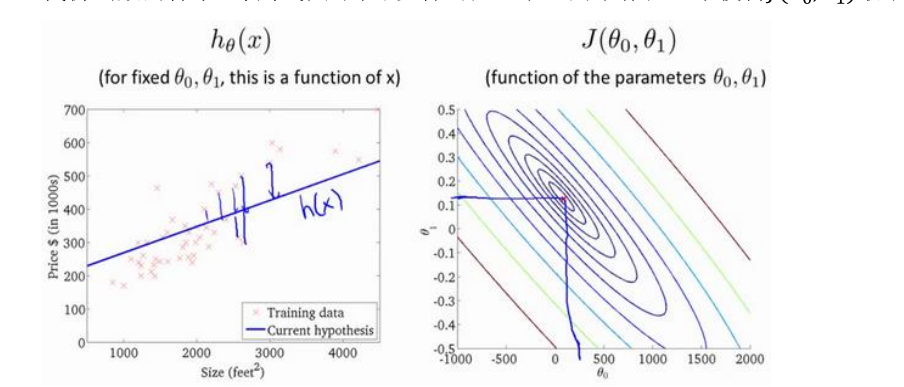 hθ(x)
(for fixed θ₀, θ₁, this is a function of x)
700
600
500
400
300
200
100
0
Price $ (in 1000s)
1000
2000
3000
4000
Size (feet²)
h(x)
Training data
Current hypothesis
J(θ₀, θ₁)
(function of the parameters θ₀, θ₁)
0.5
0.4
0.3
0.2
0.1
0
-0.1
-0.2
-0.3
-0.4
-0.5
θ₁
-1000
-500
0
500
1000
1500
2000
θ₀